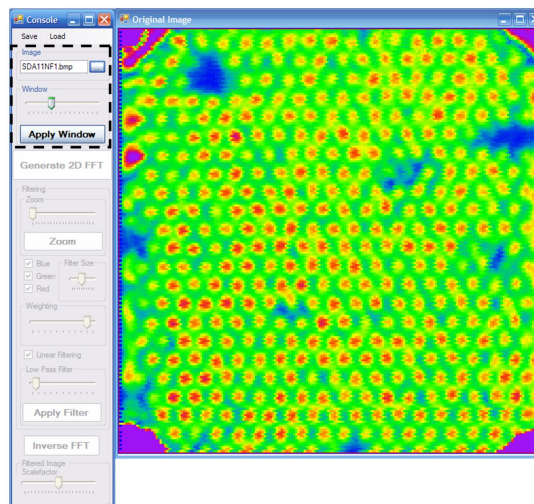 Console
Save Load
Image
SDA11NF1.bmp
Window
Apply Window
Generate 2D FFT
Filtering
Zoom
Zoom
Blue
Green
Red
Filter Size
Weighting
Linear Filtering
Low Pass Filter
Apply Filter
Inverse FFT
Filtered Image
Scalefactor
Original Image